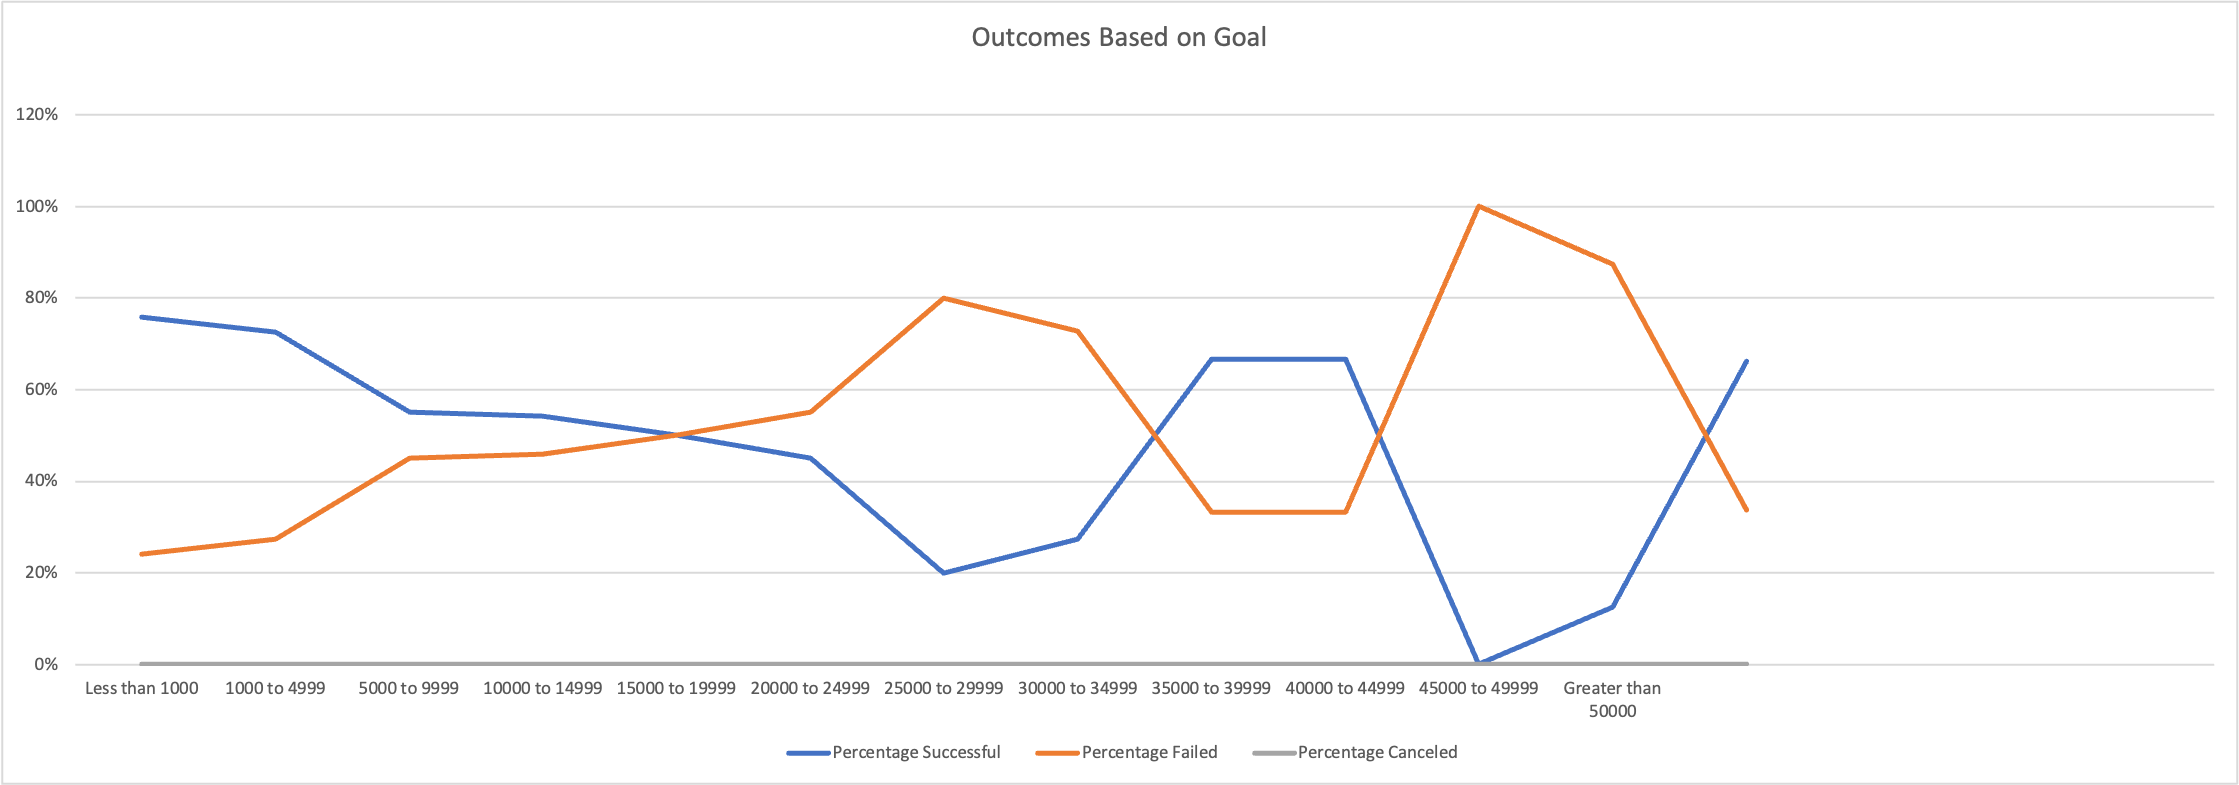 Outcomes Based on Goal
120%
100%
80%
60%
40%
20%
0%
Less than 1000
1000 to 4999
5000 to 9999
10000 to 14999
15000 to 19999
20000 to 24999
25000 to 29999
30000 to 34999
35000 to 39999
40000 to 44999
45000 to 49999
Greater than
50000
Percentage Successful
Percentage Failed
Percentage Canceled